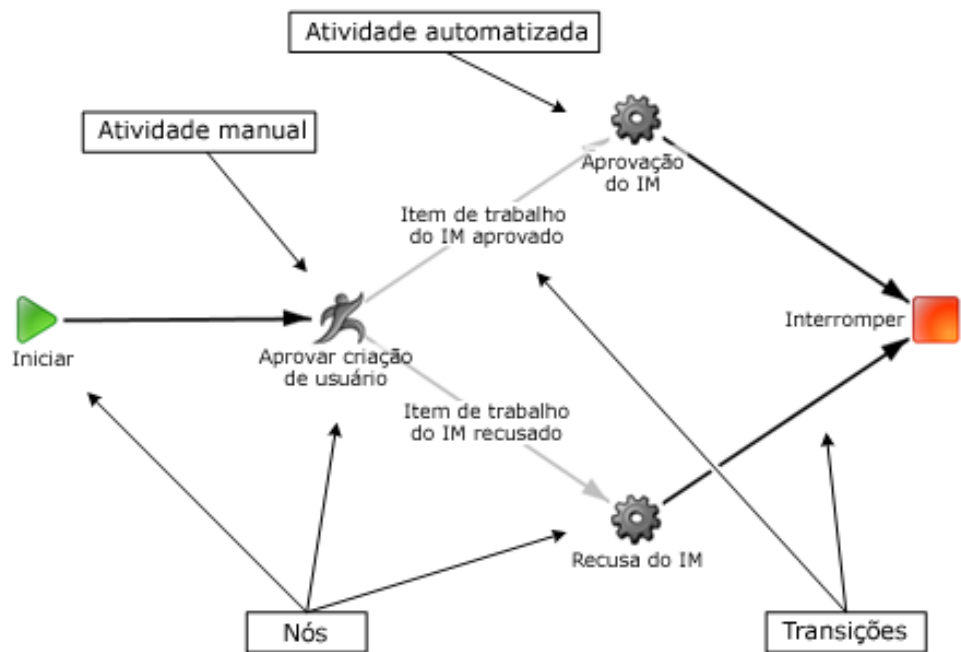 Atividade automatizada
Atividade manual
Aprovação
do IM
Item de trabalho
do IM aprovado
Iniciar
Aprovar criação
de usuário
Interromper
Item de trabalho
do IM recusado
Recusa do IM
Nós
Transições